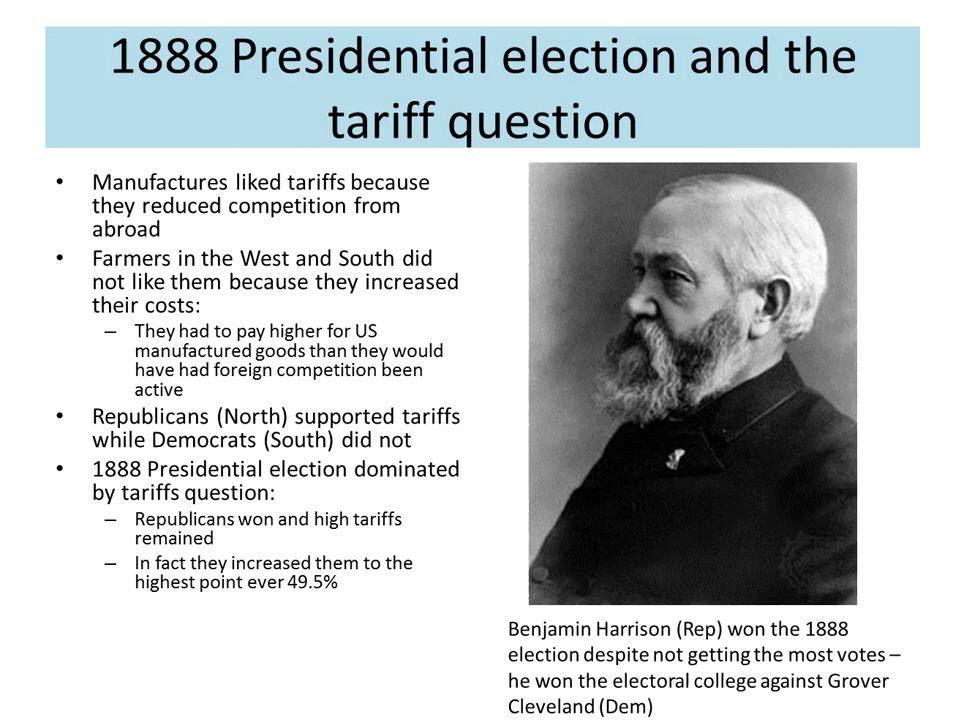 1888 Presidential election and the
tariff question
• Manufactures liked tariffs because
they reduced competition from
abroad
• Farmers in the West and South did
not like them because they increased
their costs:
– They had to pay higher for US
manufactured goods than they would
have had foreign competition been
active
• Republicans (North) supported tariffs
while Democrats (South) did not
• 1888 Presidential election dominated
by tariffs question:
– Republicans won and high tariffs
remained
– In fact they increased them to the
highest point ever 49.5%
Benjamin Harrison (Rep) won the 1888
election despite not getting the most votes –
he won the electoral college against Grover
Cleveland (Dem)